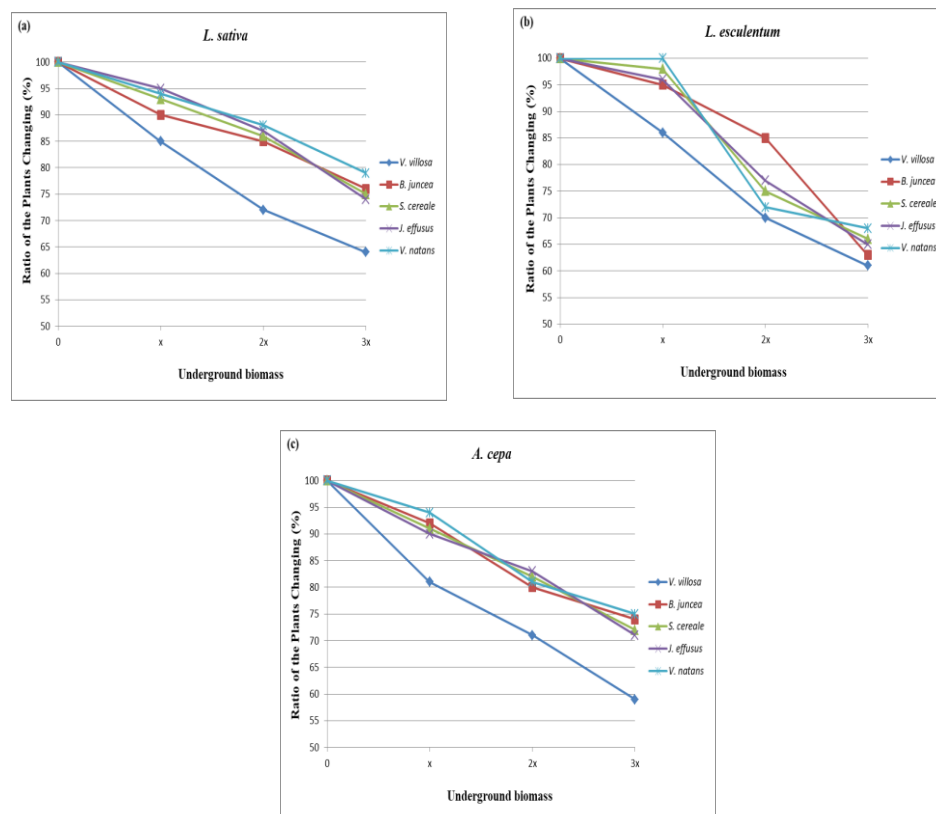 (a)
L. sativa
Ratio of the Plants Changing (%)
100
95
90
85
80
75
70
65
60
55
50
0 x 2x 3x
Underground biomass
V. villosa
B. juncea
S. cereale
J. effusus
V. natans
(b)
L. esculentum
Ratio of the Plants Changing (%)
100
95
90
85
80
75
70
65
60
55
50
0 x 2x 3x
Underground biomass
V. villosa
B. juncea
S. cereale
J. effusus
V. natans
(c)
A. cepa
Ratio of the Plants Changing (%)
100
95
90
85
80
75
70
65
60
55
50
0 x 2x 3x
Underground biomass
V. villosa
B. juncea
S. cereale
J. effusus
V. natans